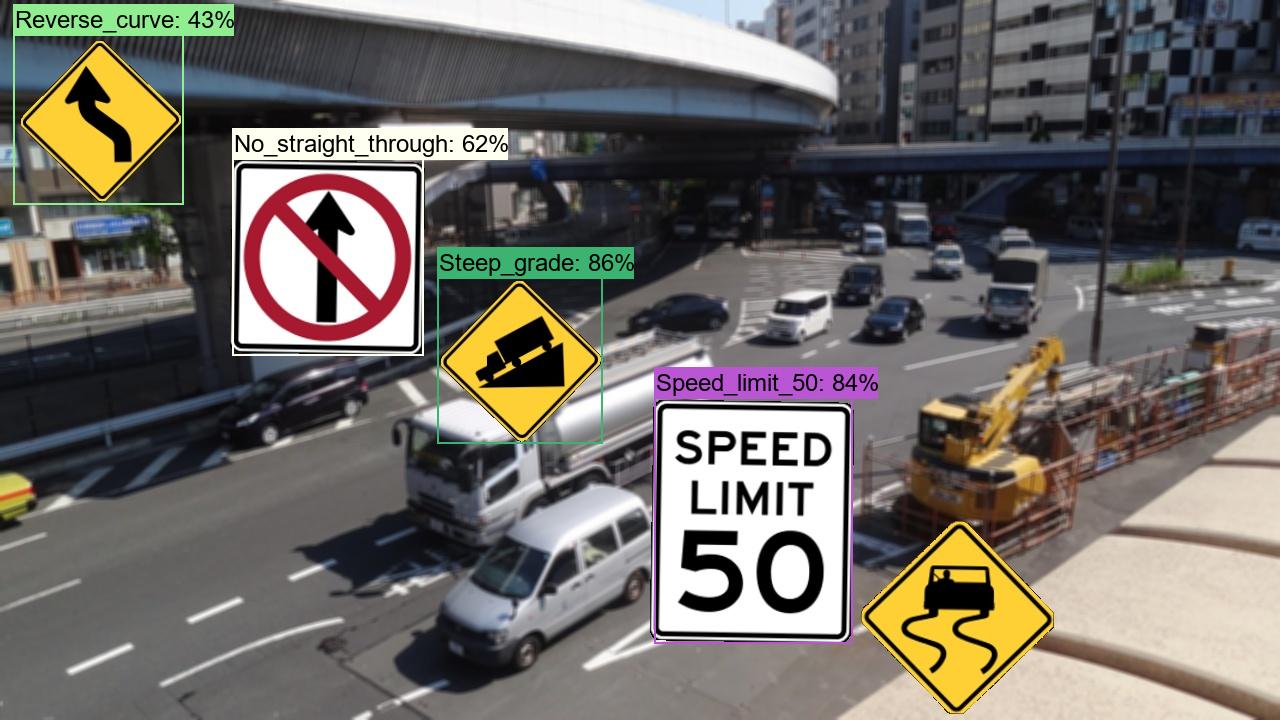 Reverse_curve: 43%
No_straight_through: 62%
Steep_grade: 86%
Speed_limit_50: 84%
SPEED
LIMIT
50